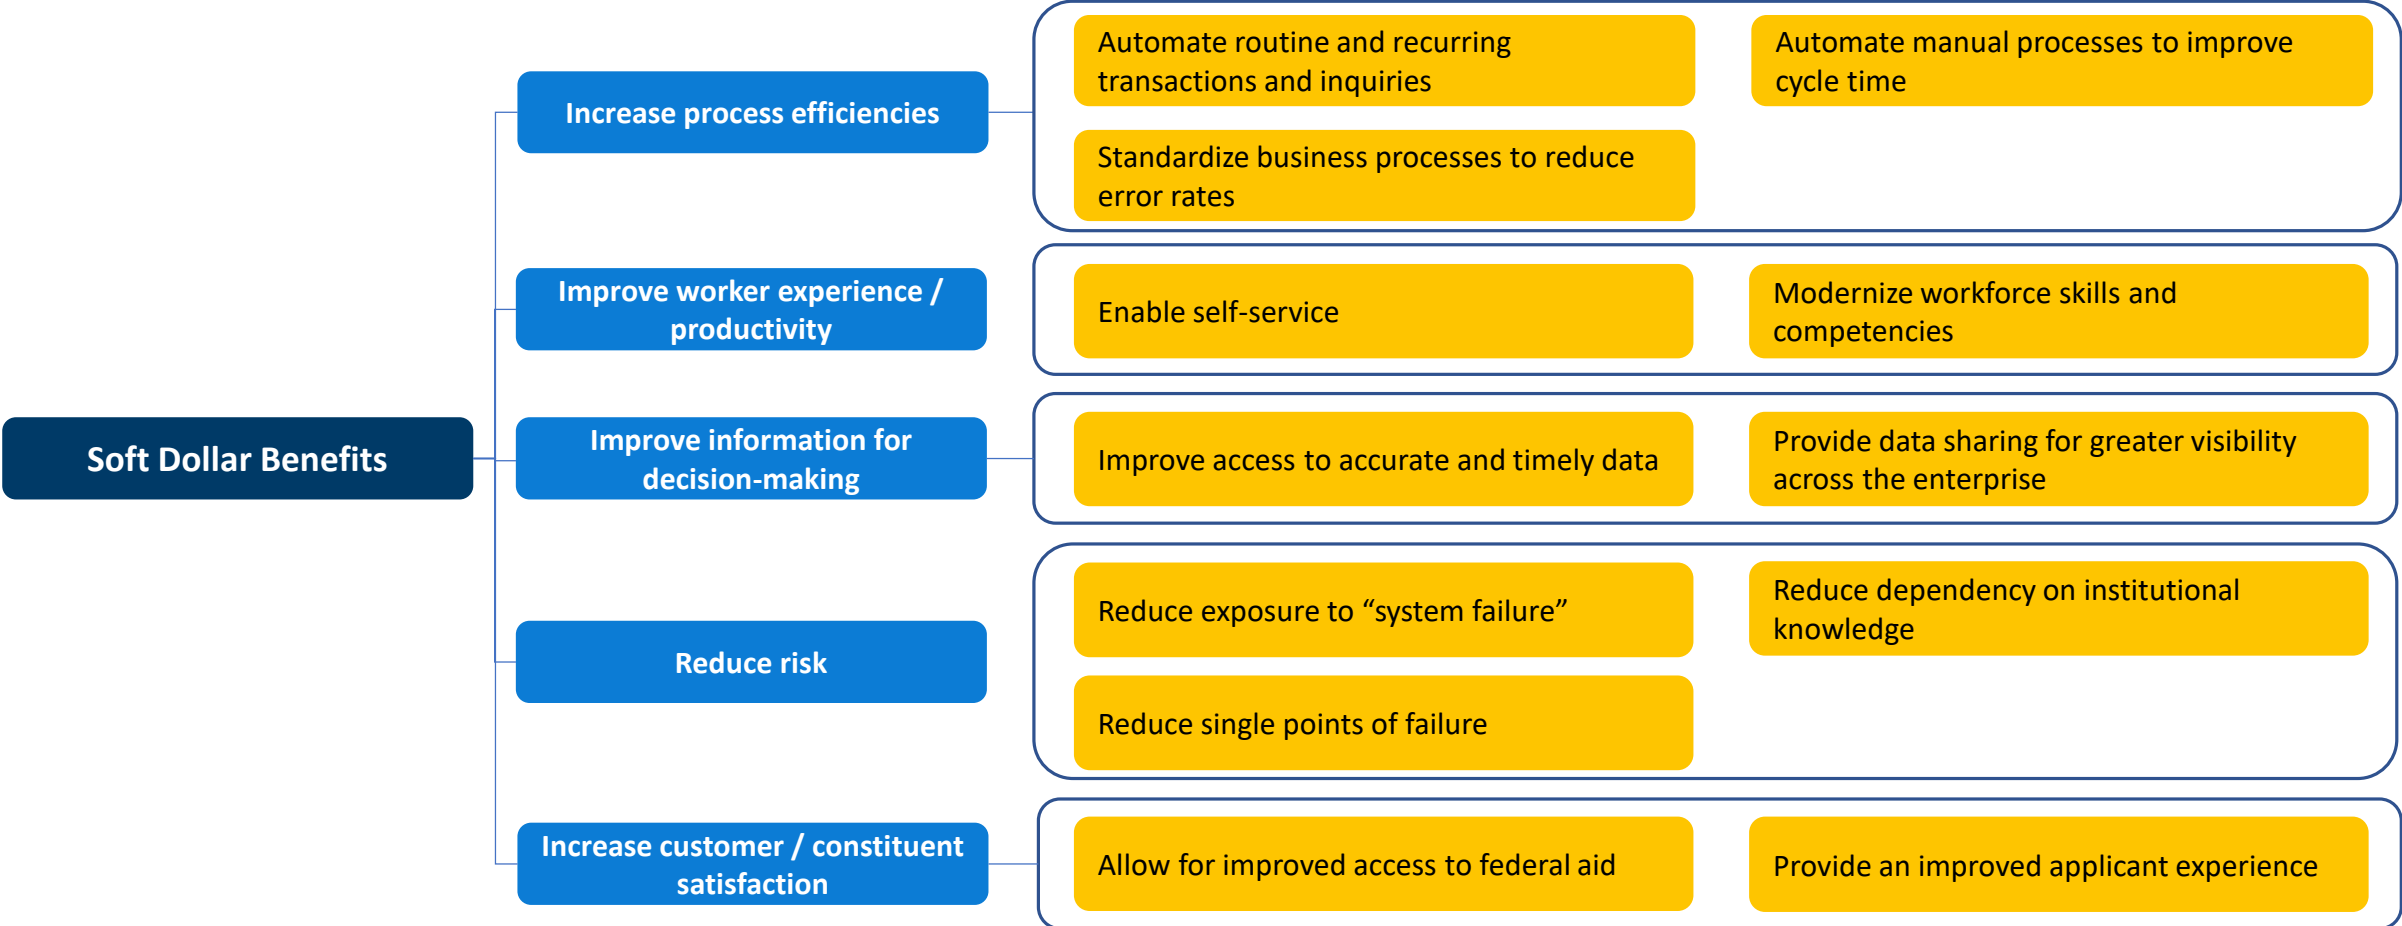 Soft Dollar Benefits
Increase process efficiencies
Automate routine and recurring
transactions and inquiries
Automate manual processes to improve
cycle time
Standardize business processes to reduce
error rates
Improve worker experience /
productivity
Enable self-service
Modernize workforce skills and
competencies
Improve information for
decision-making
Improve access to accurate and timely data
Provide data sharing for greater visibility
across the enterprise
Reduce risk
Reduce exposure to “system failure”
Reduce dependency on institutional
knowledge
Reduce single points of failure
Increase customer / constituent
satisfaction
Allow for improved access to federal aid
Provide an improved applicant experience